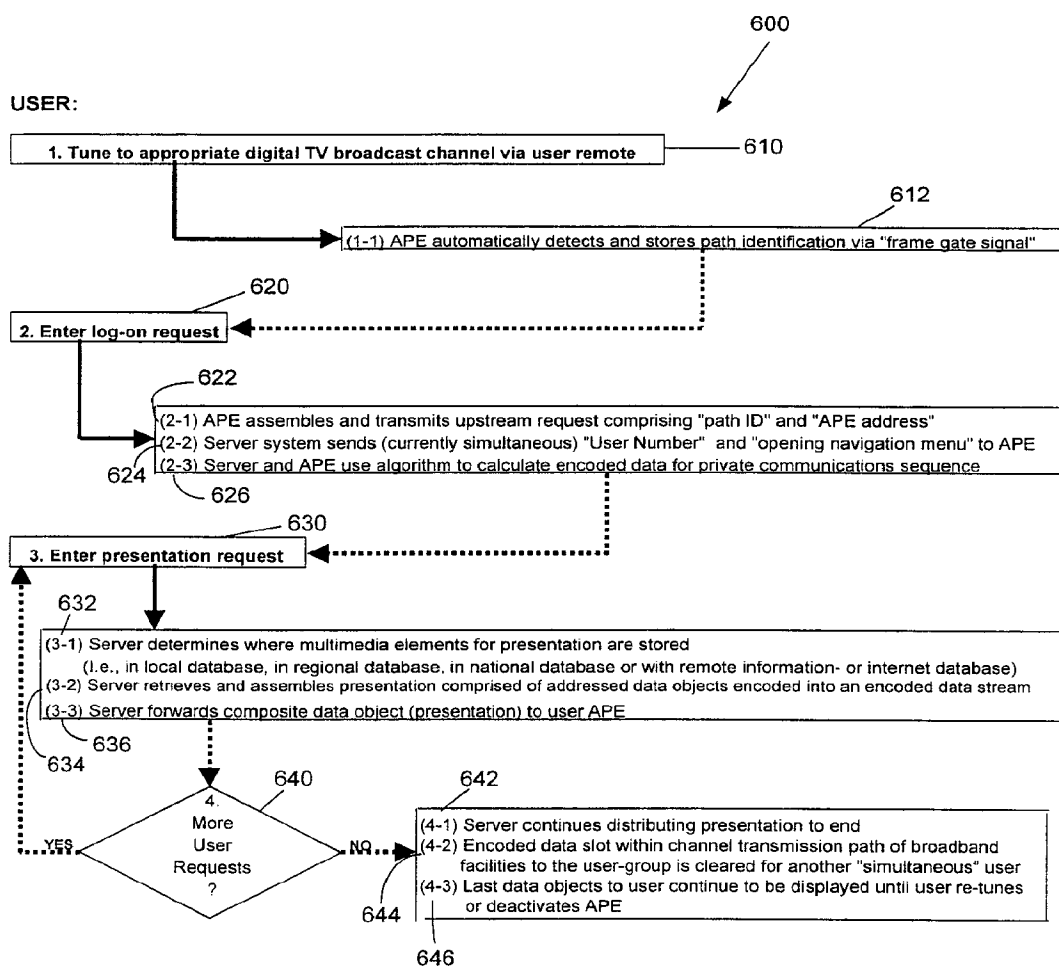 600
USER:
1. Tune to appropriate digital TV broadcast channel via user remote
610
612
(1-1) APE automatically detects and stores path identification via "frame gate signal"
620
2. Enter log-on request
622
(2-1) APE assembles and transmits upstream request comprising "path ID" and "APE address"
(2-2) Server system sends (currently simultaneous) "User Number" and "opening navigation menu" to APE
624
(2-3) Server and APE use algorithm to calculate encoded data for private communications sequence
626
630
3. Enter presentation request
632
(3-1) Server determines where multimedia elements for presentation are stored
(I.e., in local database, in regional database, in national database or with remote information- or internet database)
(3-2) Server retrieves and assembles presentation comprised of addressed data objects encoded into an encoded data stream
(3-3) Server forwards composite data object (presentation) to user APE
636
634
640
4.
More
User
Requests
?
YES
NO
642
(4-1) Server continues distributing presentation to end
(4-2) Encoded data slot within channel transmission path of broadband
facilities to the user-group is cleared for another "simultaneous" user
(4-3) Last data objects to user continue to be displayed until user re-tunes
or deactivates APE
644
646